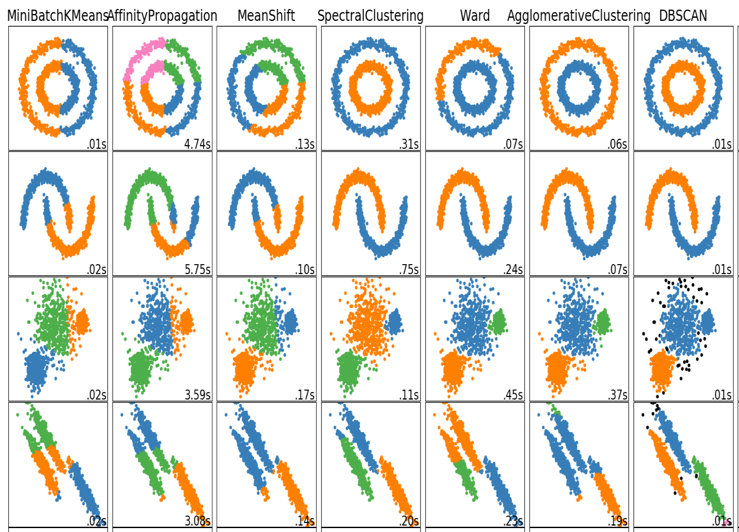 MiniBatchKMeans AffinityPropagation MeanShift SpectralClustering Ward AgglomerativeClustering DBSCAN
.01s 4.74s .13s .31s .07s .06s .01s
.02s 5.75s .10s .75s .24s .07s .01s
.02s 3.59s .17s .11s .45s .37s .01s
.02s 3.08s .14s .20s .23s .19s .01s